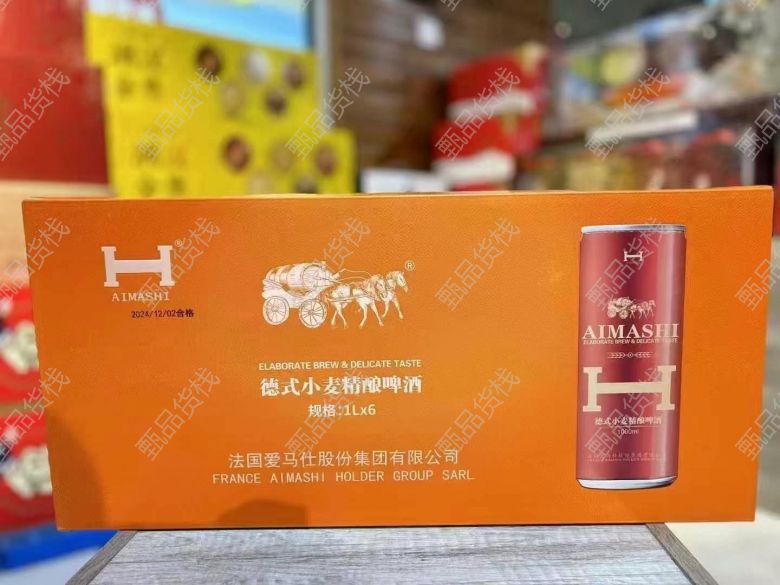 H®
AIMASHI
2024/12/02合格
®
ELABORATE BREW & DELICATE TASTE
德式小麦精酿啤酒
规格:1Lx6
法国爱马仕股份集团有限公司
FRANCE AIMASHI HOLDER GROUP SARL
H
AIMASHI
ELABORATE BREW & DELICATE TASTE
H
德式小麦精酿啤酒
1000ml
甄品货栈